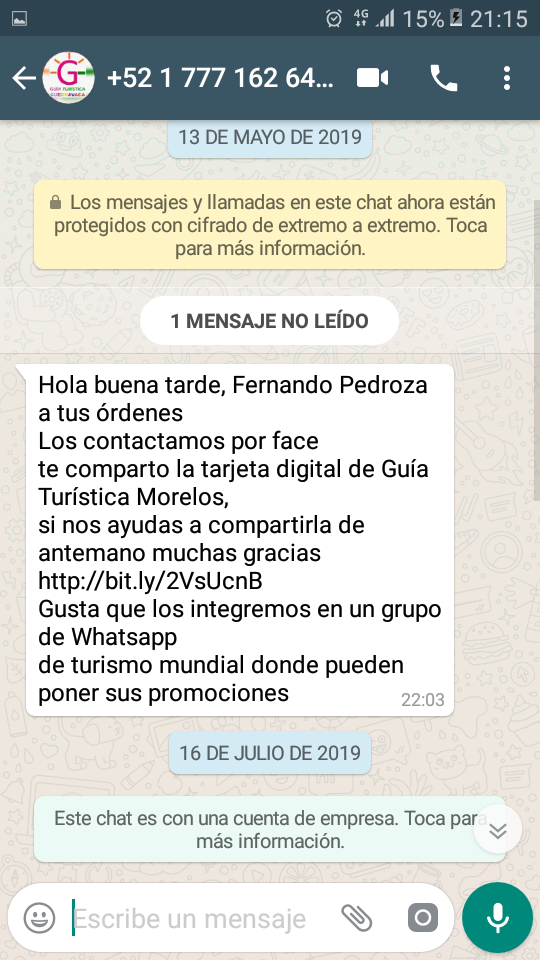 4G 15% 21:15
G
GUIA TURISTICA
CUERNAVACA
+52 1 777 162 64...
13 DE MAYO DE 2019
Los mensajes y llamadas en este chat ahora están
protegidos con cifrado de extremo a extremo. Toca
para más información.
1 MENSAJE NO LEÍDO
Hola buena tarde, Fernando Pedroza
a tus órdenes
Los contactamos por face
te comparto la tarjeta digital de Guía
Turística Morelos,
si nos ayudas a compartirla de
antemano muchas gracias
http://bit.ly/2VsUcnB
Gusta que los integremos en un grupo
de Whatsapp
de turismo mundial donde pueden
poner sus promociones
22:03
16 DE JULIO DE 2019
Este chat es con una cuenta de empresa. Toca para
más información.
Escribe un mensaje